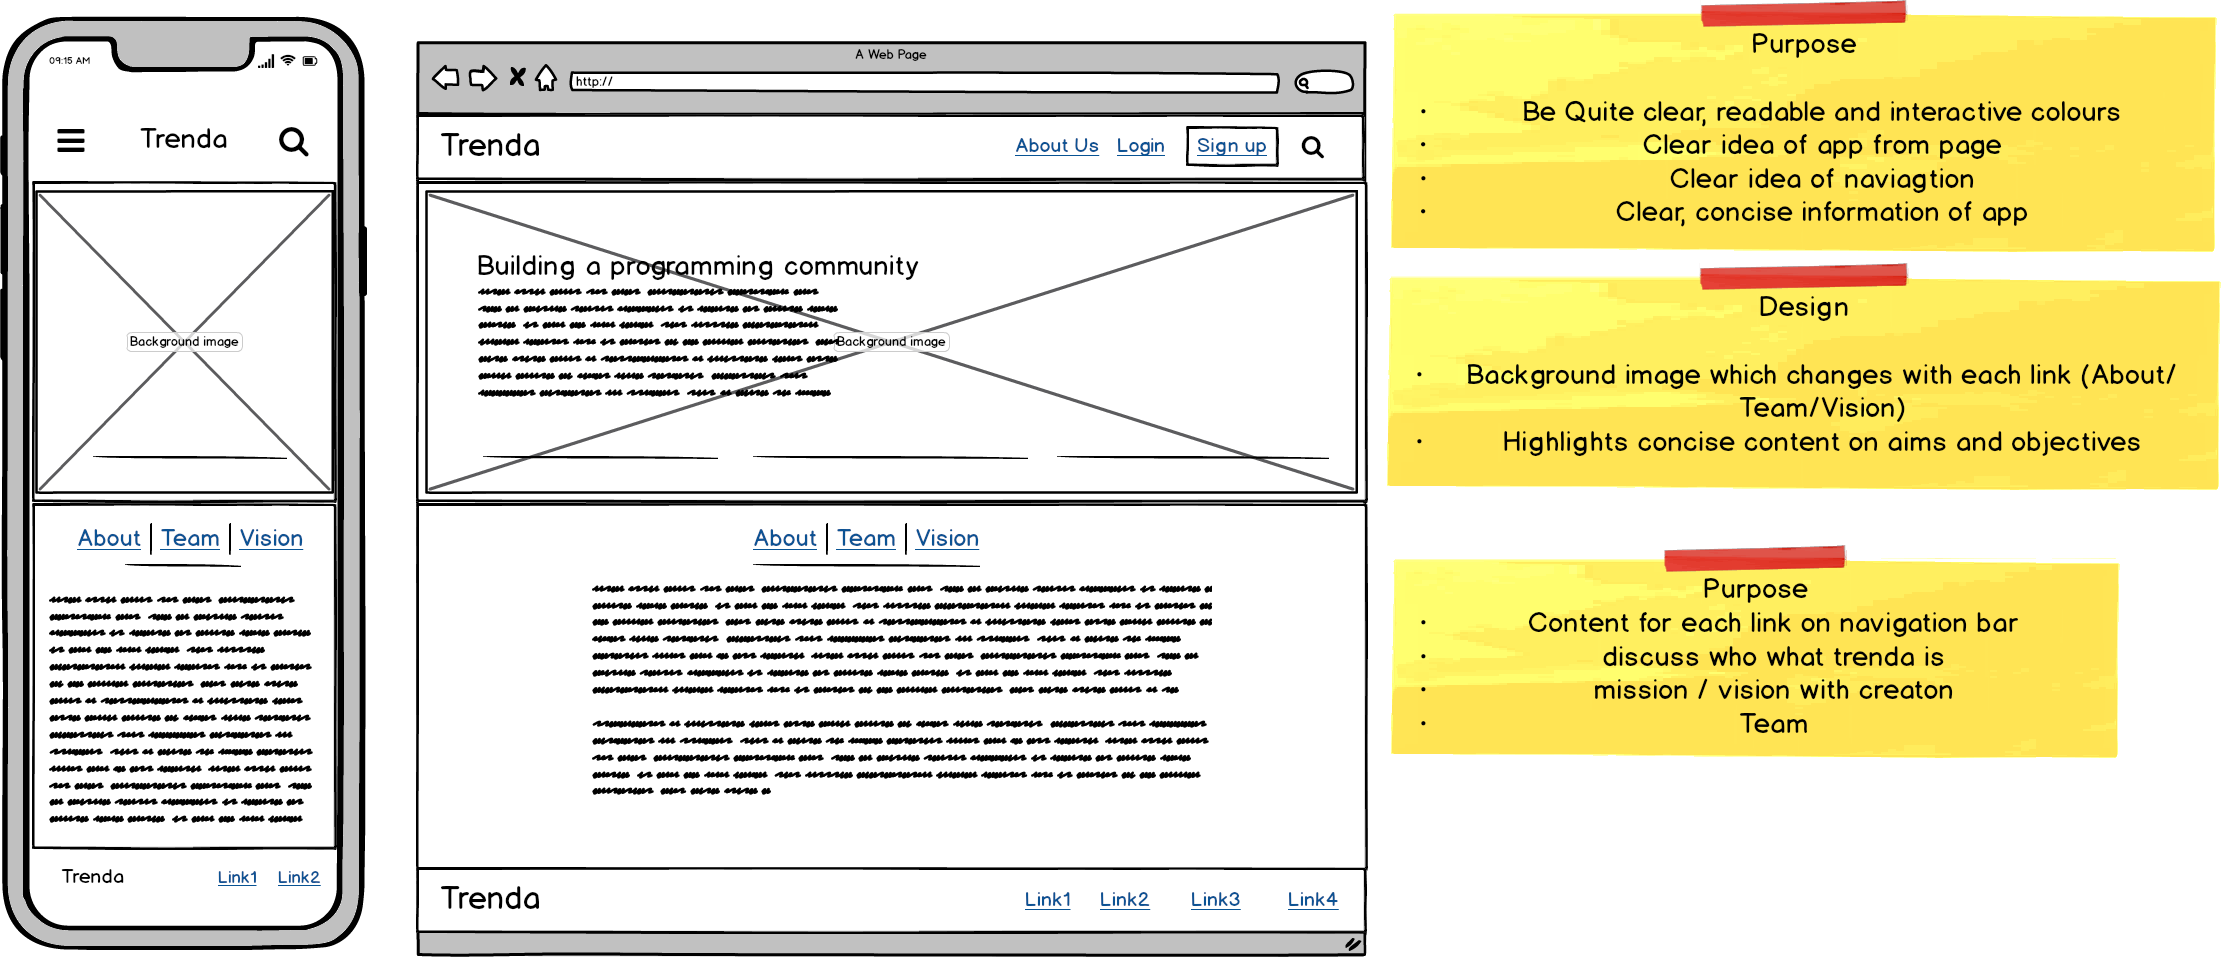 09:15 AM
Trenda
Background image
About
Team
Vision
Trenda
Link1
Link2
A Web Page
http://
Trenda
About Us
Login
Sign up
Building a programming community
Background image
About
Team
Vision
Trenda
Link1
Link2
Link3
Link4
Purpose
• Be Quite clear, readable and interactive colours
• Clear idea of app from page
• Clear idea of naviagtion
• Clear, concise information of app
Design
• Background image which changes with each link (About/
Team/Vision)
• Highlights concise content on aims and objectives
Purpose
• Content for each link on navigation bar
• discuss who what trenda is
• mission / vision with creaton
• Team